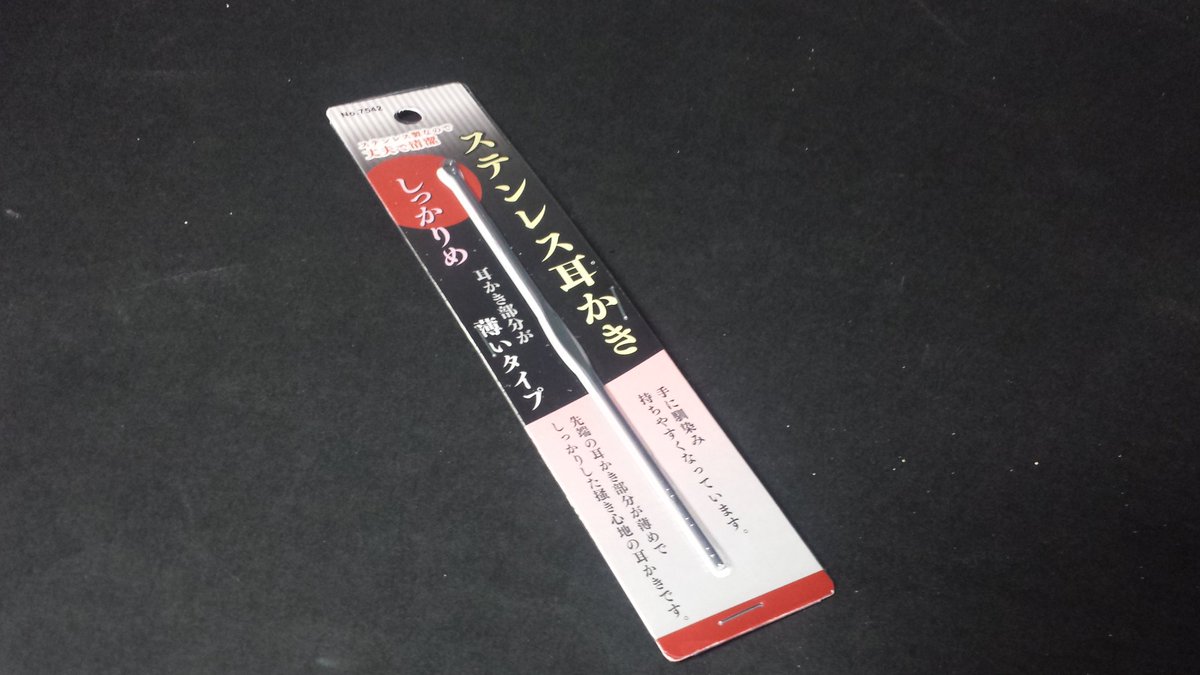 No.7542
ステンレス製なので
丈夫で清潔
ステンレス耳かき
しっかりめ
耳かき部分が
薄いタイプ
手に馴染み
持ちやすくなっています。
先端の耳かき部分が薄めで
しっかりした掻き心地の耳かきです。